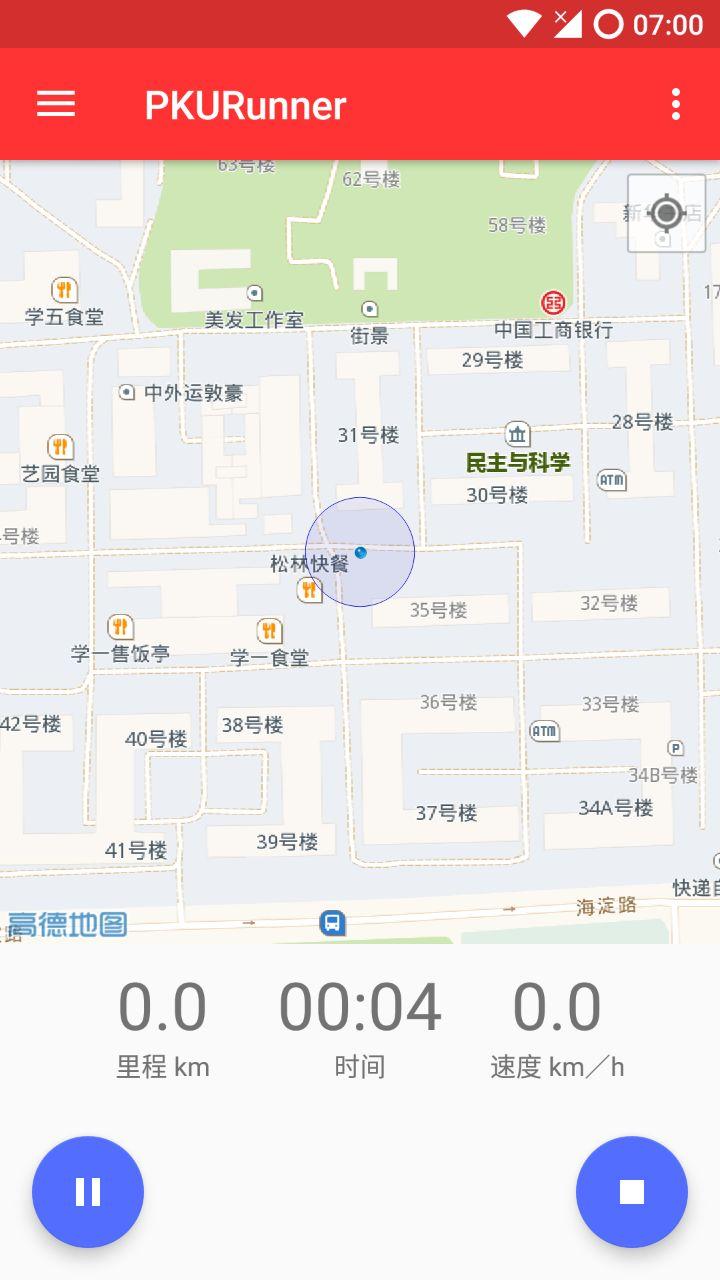 07:00
PKURunner
63号楼
62号楼
58号楼
学五食堂
美发工作室
街景
中国工商银行
29号楼
中外运敦豪
28号楼
31号楼
民主与科学
艺园食堂
ATM
30号楼
号楼
松林快餐
35号楼
32号楼
学一售饭亭
学一食堂
36号楼
33号楼
42号楼
38号楼
40号楼
ATM
P
34B号楼
37号楼
34A号楼
39号楼
41号楼
快递自
海淀路
高德地图
路
0.0
00:04
0.0
里程 km
时间
速度 km／h